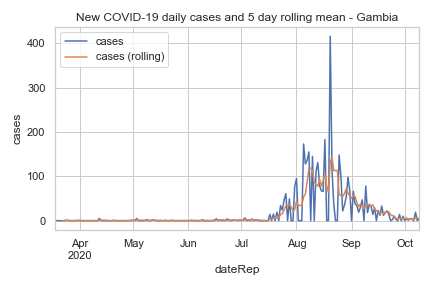 New COVID-19 daily cases and 5 day rolling mean - Gambia
cases
cases (rolling)
400
300
200
100
0
cases
Apr
2020
May
Jun
Jul
Aug
Sep
Oct
dateRep